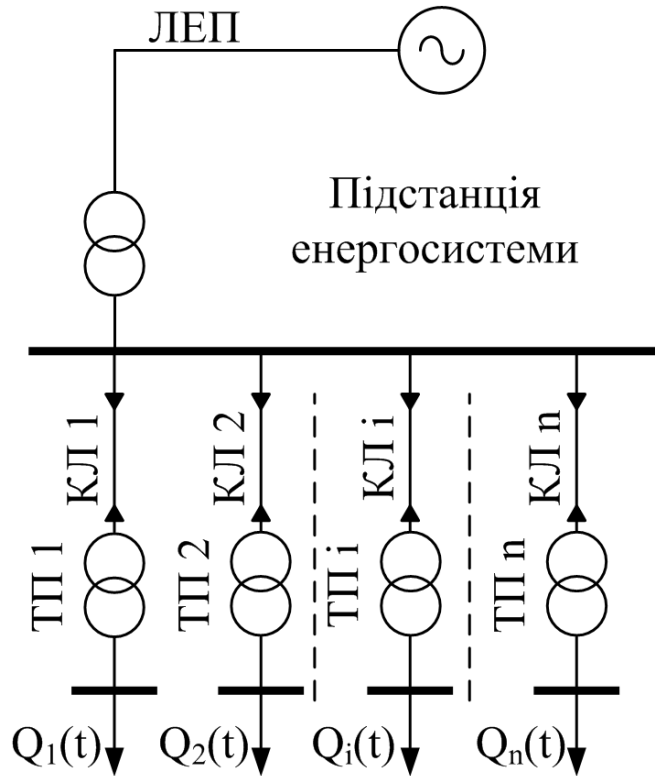 ЛЕП
Підстанція
енергосистеми
КЛ 1
КЛ 2
КЛ i
КЛ n
ТП 1
ТП 2
ТП i
ТП n
Q₁(t)
Q₂(t)
Qᵢ(t)
Qₙ(t)